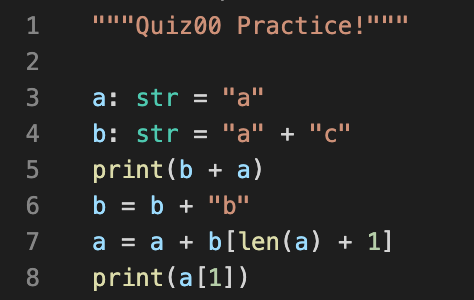 1 """Quiz00 Practice!"""
2
3 a: str = "a"
4 b: str = "a" + "c"
5 print(b + a)
6 b = b + "b"
7 a = a + b[len(a) + 1]
8 print(a[1])